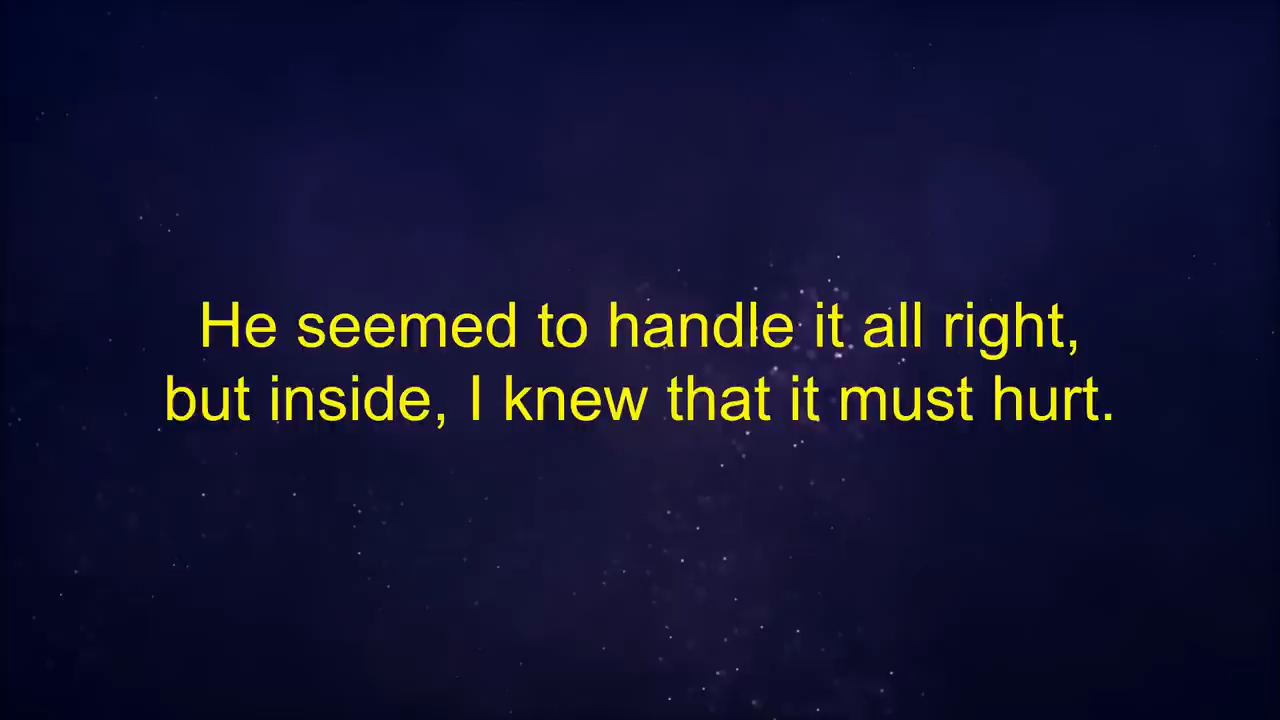 He seemed to handle it all right,
but inside, I knew that it must hurt.